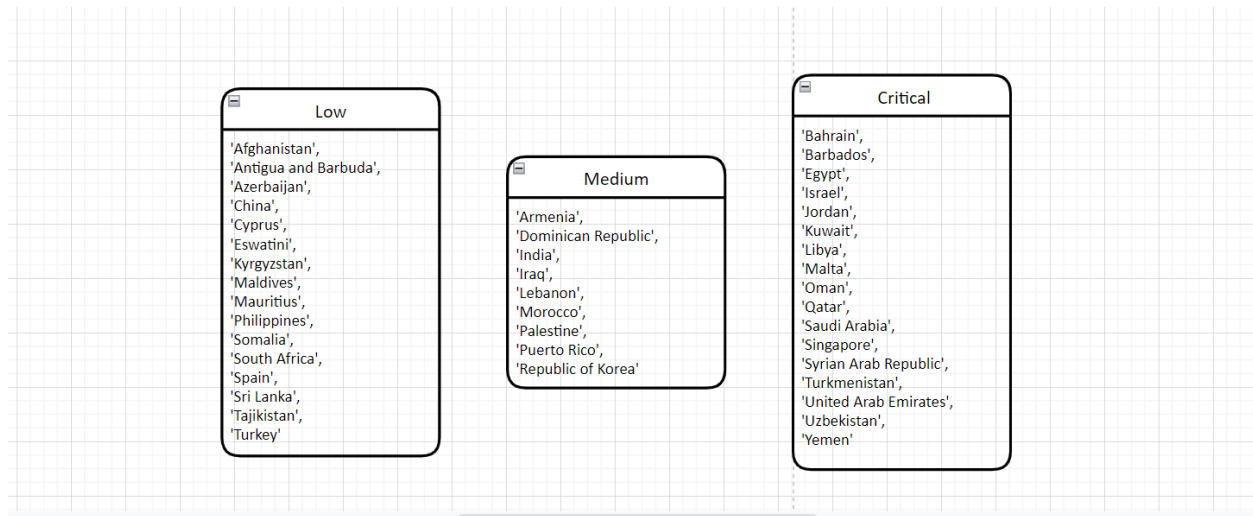 Low
'Afghanistan',
'Antigua and Barbuda',
'Azerbaijan',
'China',
'Cyprus',
'Eswatini',
'Kyrgyzstan',
'Maldives',
'Mauritius',
'Philippines',
'Somalia',
'South Africa',
'Spain',
'Sri Lanka',
'Tajikistan',
'Turkey'
Medium
'Armenia',
'Dominican Republic',
'India',
'Iraq',
'Lebanon',
'Morocco',
'Palestine',
'Puerto Rico',
'Republic of Korea'
Critical
'Bahrain',
'Barbados',
'Egypt',
'Israel',
'Jordan',
'Kuwait',
'Libya',
'Malta',
'Oman',
'Qatar',
'Saudi Arabia',
'Singapore',
'Syrian Arab Republic',
'Turkmenistan',
'United Arab Emirates',
'Uzbekistan',
'Yemen'